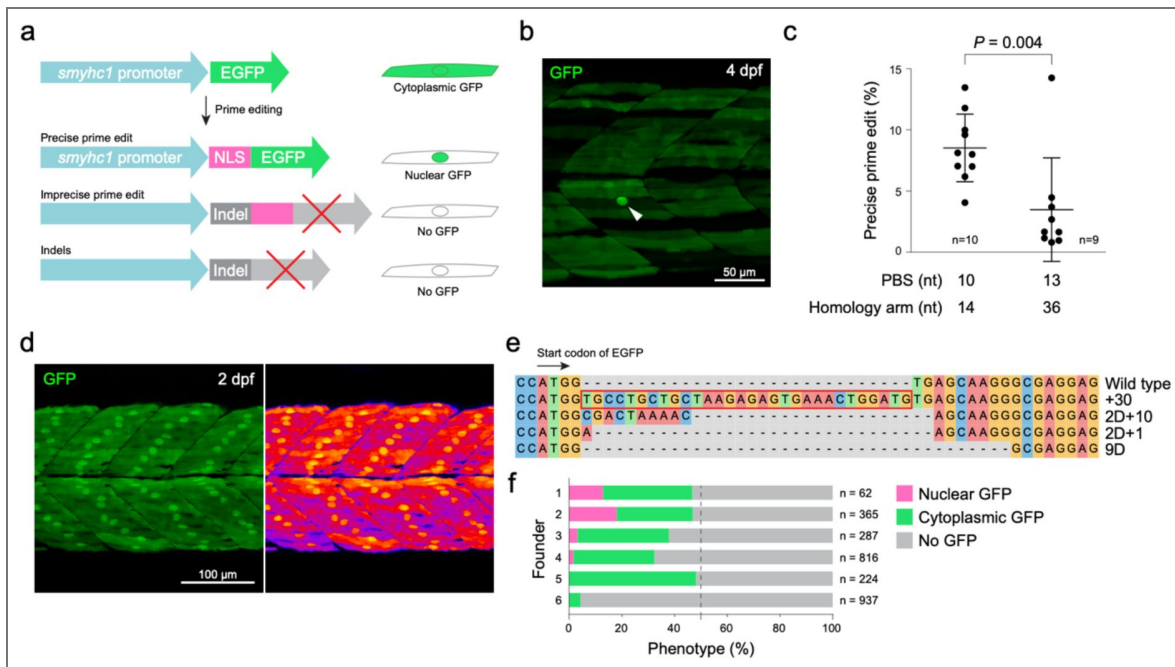 a
smyhc1 promoter
EGFP
Cytoplasmic GFP
Prime editing
Precise prime edit
smyhc1 promoter
NLS
EGFP
Nuclear GFP
Imprecise prime edit
Indel
No GFP
Indels
Indel
No GFP
b
GFP
4 dpf
50 µm
c
P = 0.004
Precise prime edit (%)
15
10
5
0
n=10
n=9
PBS (nt) 10 13
Homology arm (nt) 14 36
d
GFP
2 dpf
100 µm
e
Start codon of EGFP
CCATGG------------------------------TGAGCAAGGGCGAGGAG Wild type
CCATGGTGCCTGCTGCTAAGAGAGTGAAACTGGATGTGAGCAAGGGCGAGGAG +30
CCATGGCGACTAAAAC----------------------AGCAAGGGCGAGGAG 2D+10
CCATGGA-------------------------------AGCAAGGGCGAGGAG 2D+1
CCATGG---------------------------------------GCGAGGAG 9D
f
Founder
1 n = 62
2 n = 365
3 n = 287
4 n = 816
5 n = 224
6 n = 937
0 20 40 60 80 100
Phenotype (%)
Nuclear GFP
Cytoplasmic GFP
No GFP